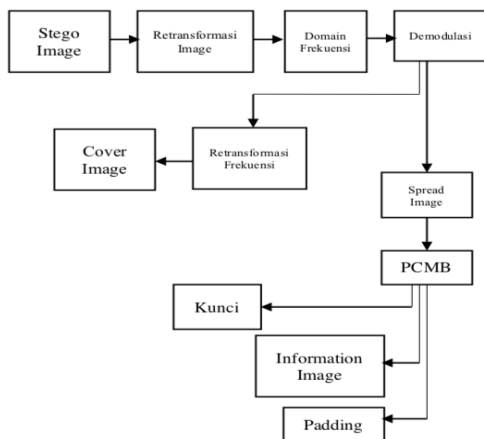 Stego
Image
Retransformasi
Image
Domain
Frekuensi
Demodulasi
Cover
Image
Retransformasi
Frekuensi
Spread
Image
PCMB
Kunci
Information
Image
Padding